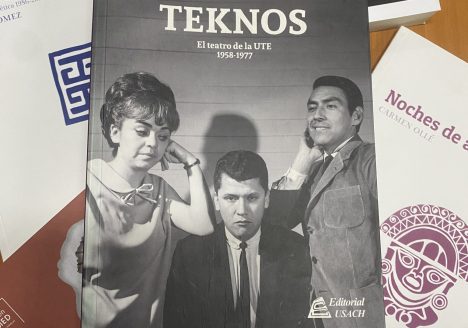 TEKNOS
El teatro de la UTE
1958-1977
Editorial
USACH
OMEZ
Noches de a
CARMEN OLLÉ